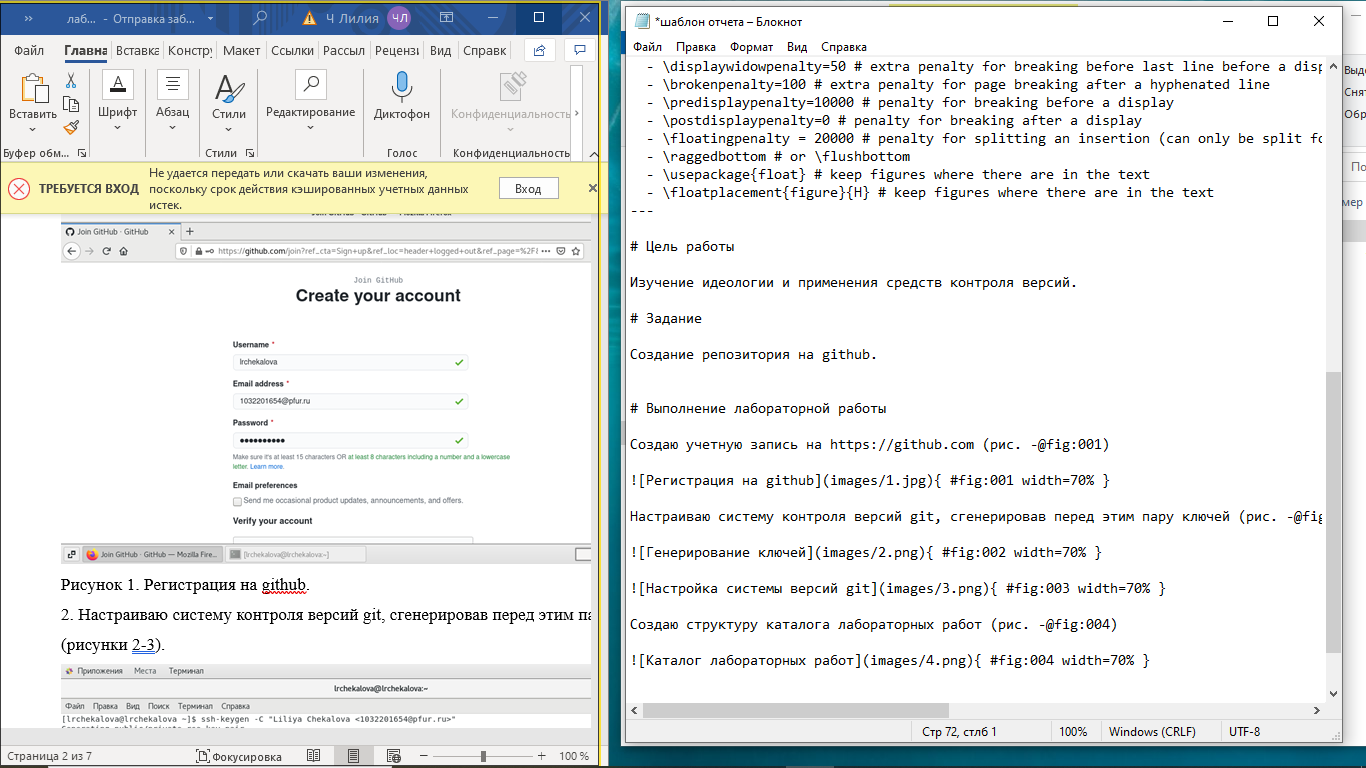 лаб... - Отправка заб... Ч Лилия ЧЛ
Файл Главна Вставка Констру Макет Ссылки Рассыл Реценз Вид Справк
Вставить Шрифт Абзац Стили Редактирование Диктофон Конфиденциальность
Буфер обм... Стили Голос Конфиденциальность
ТРЕБУЕТСЯ ВХОД
Не удается передать или скачать ваши изменения,
поскольку срок действия кэшированных учетных данных
истек.
Вход
Join GitHub · GitHub
https://github.com/join?ref_cta=Sign+up&ref_loc=header+logged+out&ref_page=%2F&
Join GitHub
Create your account
Username *
lrchekalova
Email address *
1032201654@pfur.ru
Password *
●●●●●●●●●●
Make sure it's at least 15 characters OR at least 8 characters including a number and a lowercase
letter. Learn more.
Email preferences
Send me occasional product updates, announcements, and offers.
Verify your account
Join GitHub · GitHub — Mozilla Fire... [lrchekalova@lrchekalova:~]
Рисунок 1. Регистрация на github.
2. Настраиваю систему контроля версий git, сгенерировав перед этим па
(рисунки 2-3).
Приложения Места Терминал
lrchekalova@lrchekalova:~
Файл Правка Вид Поиск Терминал Справка
[lrchekalova@lrchekalova ~]$ ssh-keygen -C "Liliya Chekalova <1032201654@pfur.ru>"
Страница 2 из 7 Фокусировка 100 %
*шаблон отчета – Блокнот
Файл Правка Формат Вид Справка
- \displaywidowpenalty=50 # extra penalty for breaking before last line before a disp
- \brokenpenalty=100 # extra penalty for page breaking after a hyphenated line
- \predisplaypenalty=10000 # penalty for breaking before a display
- \postdisplaypenalty=0 # penalty for breaking after a display
- \floatingpenalty = 20000 # penalty for splitting an insertion (can only be split fo
- \raggedbottom # or \flushbottom
- \usepackage{float} # keep figures where there are in the text
- \floatplacement{figure}{H} # keep figures where there are in the text
---
# Цель работы
Изучение идеологии и применения средств контроля версий.
# Задание
Создание репозитория на github.
# Выполнение лабораторной работы
Создаю учетную запись на https://github.com (рис. -@fig:001)
![Регистрация на github](images/1.jpg){ #fig:001 width=70% }
Настраиваю систему контроля версий git, сгенерировав перед этим пару ключей (рис. -@fig
![Генерирование ключей](images/2.png){ #fig:002 width=70% }
![Настройка системы версий git](images/3.png){ #fig:003 width=70% }
Создаю структуру каталога лабораторных работ (рис. -@fig:004)
![Каталог лабораторных работ](images/4.png){ #fig:004 width=70% }
Стр 72, стлб 1 100% Windows (CRLF) UTF-8
Выде
Снят
Обр
По
мер